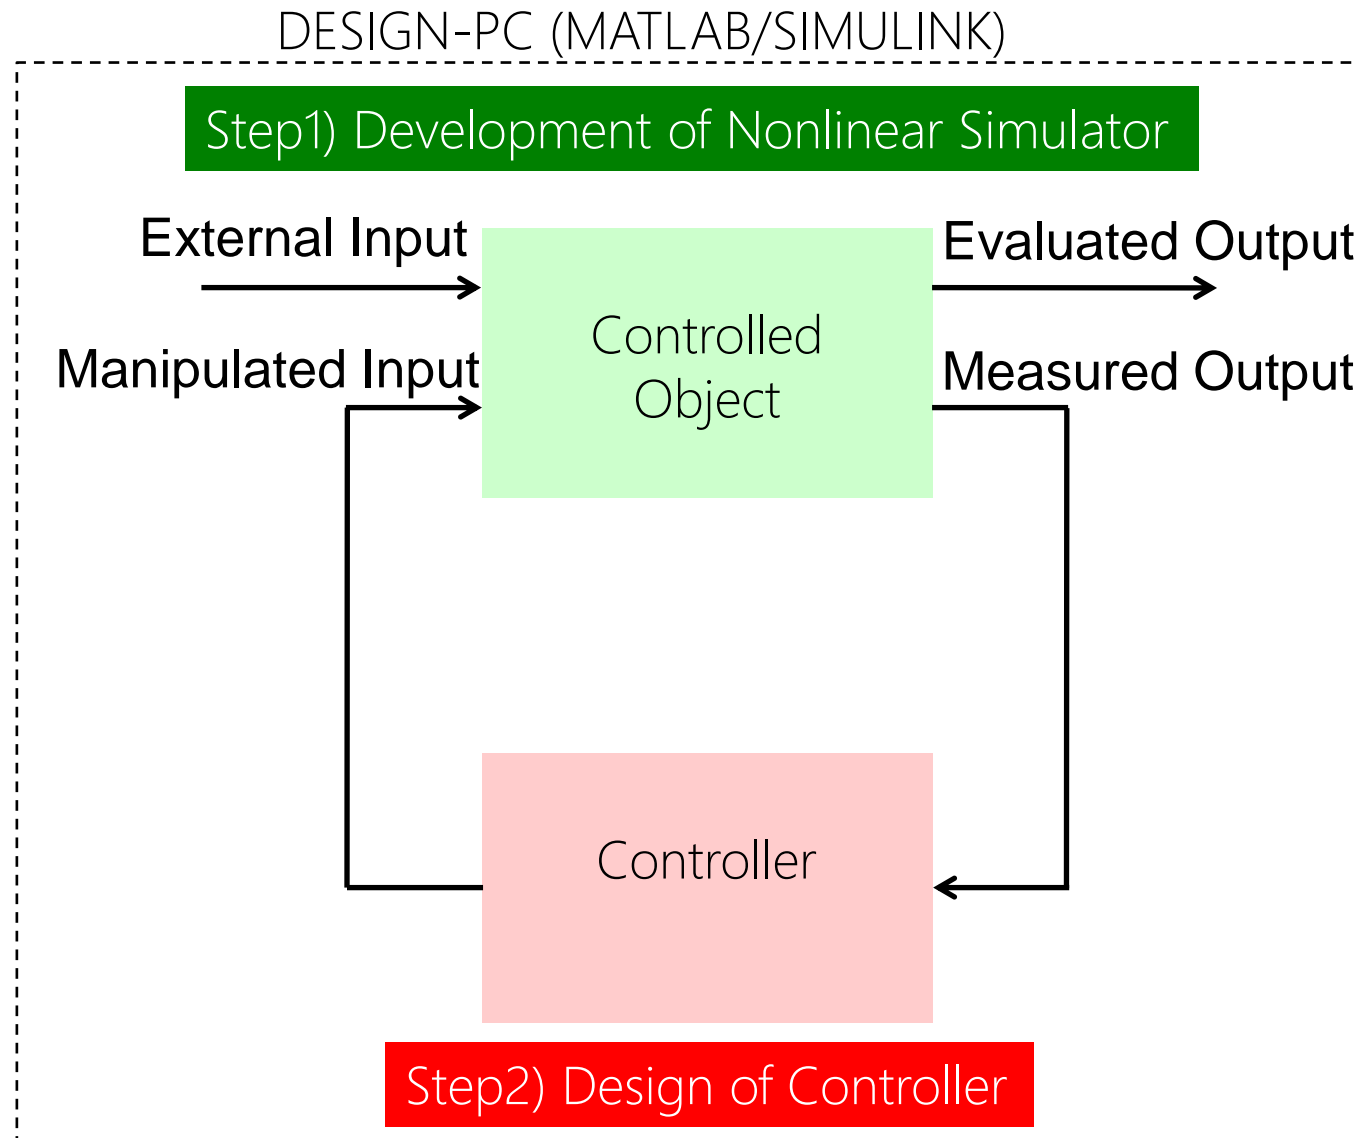 DESIGN-PC (MATLAB/SIMULINK)
Step1) Development of Nonlinear Simulator
External Input
Evaluated Output
Controlled
Object
Manipulated Input
Measured Output
Controller
Step2) Design of Controller